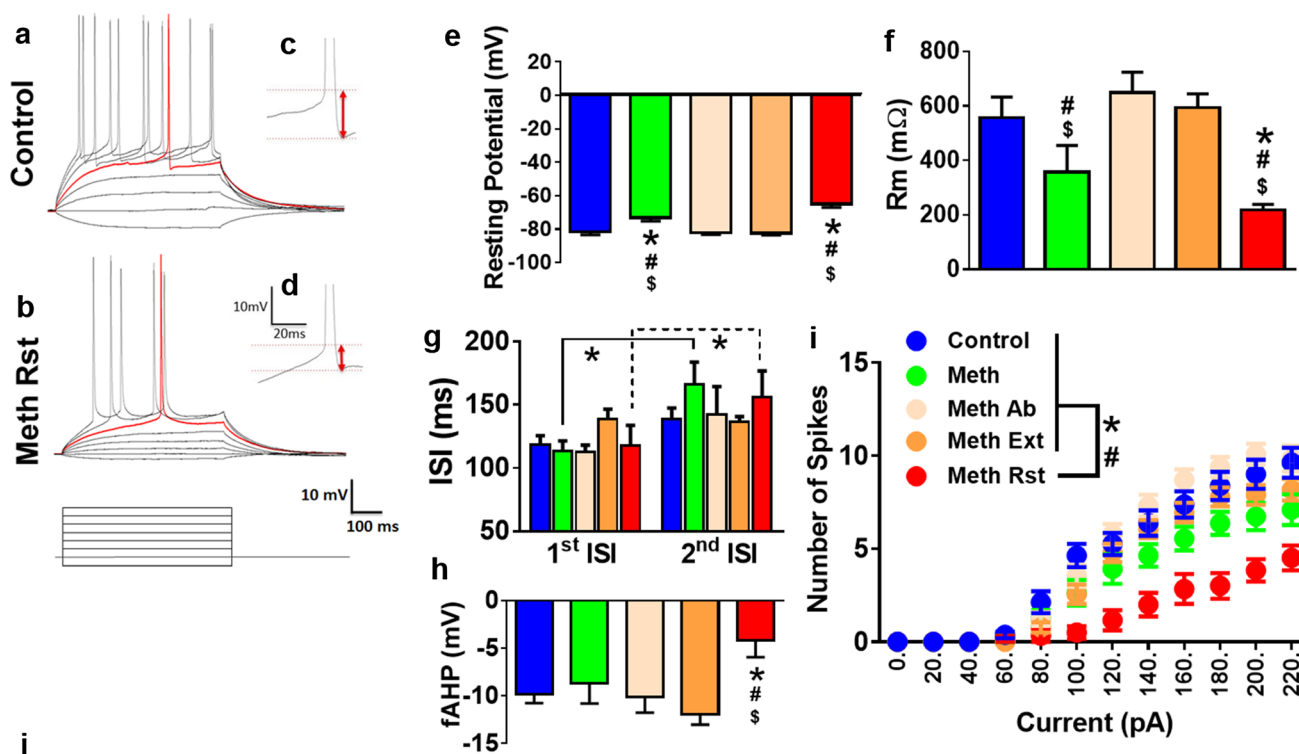 a
Control
c
b
Meth Rst
d
10mV
20ms
10 mV
100 ms
e
Resting Potential (mV)
20
0
-20
-40
-60
-80
-100
*
#
$
*
#
$
f
Rm (mΩ)
800
600
400
200
0
#
$
*
#
$
g
ISI (ms)
200
150
100
50
*
*
1st ISI
2nd ISI
h
fAHP (mV)
0
-5
-10
-15
*
#
$
i
Number of Spikes
15
10
5
0
Control
Meth
Meth Ab
Meth Ext
Meth Rst
*
#
0.
20.
40.
60.
80.
100.
120.
140.
160.
180.
200.
220.
Current (pA)